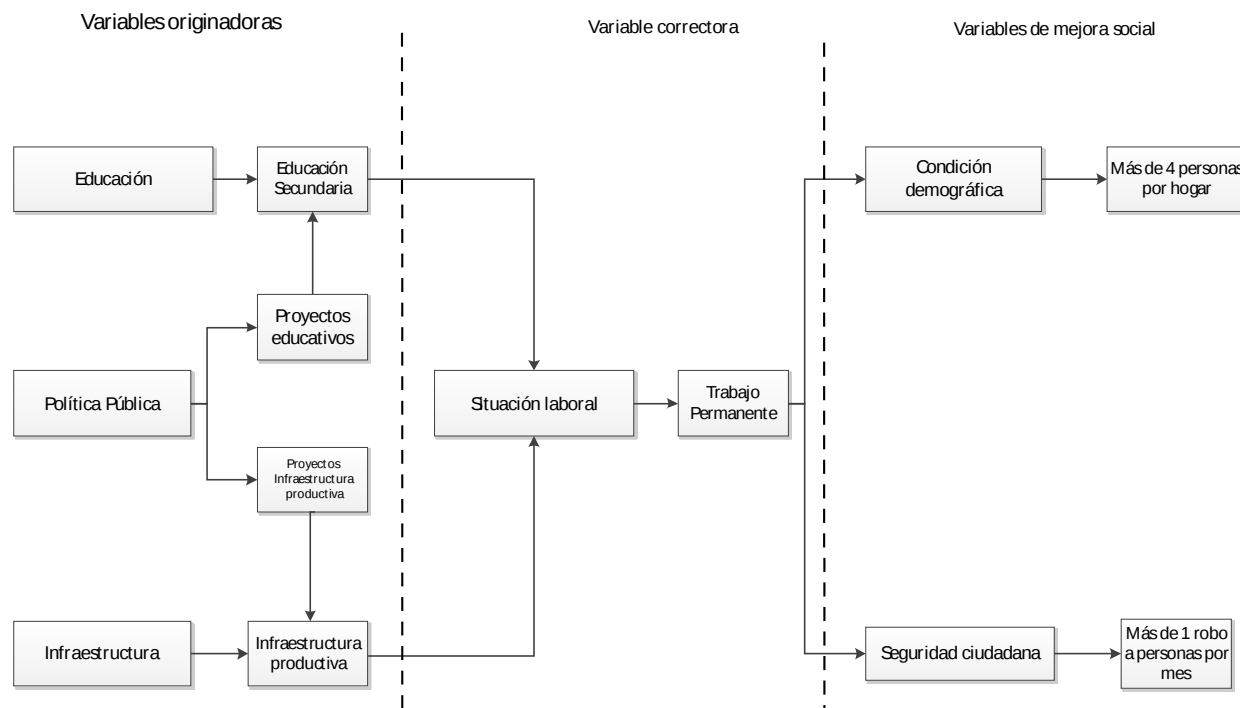 Variables originadoras
Variable correctora
Variables de mejora social
Educación
Educación
Secundaria
Condición
demográfica
Más de 4 personas
por hogar
Proyectos
educativos
Política Pública
Situación laboral
Trabajo
Permanente
Proyectos
Infraestructura
productiva
Infraestructura
Infraestructura
productiva
Seguridad ciudadana
Más de 1 robo
a personas por
mes